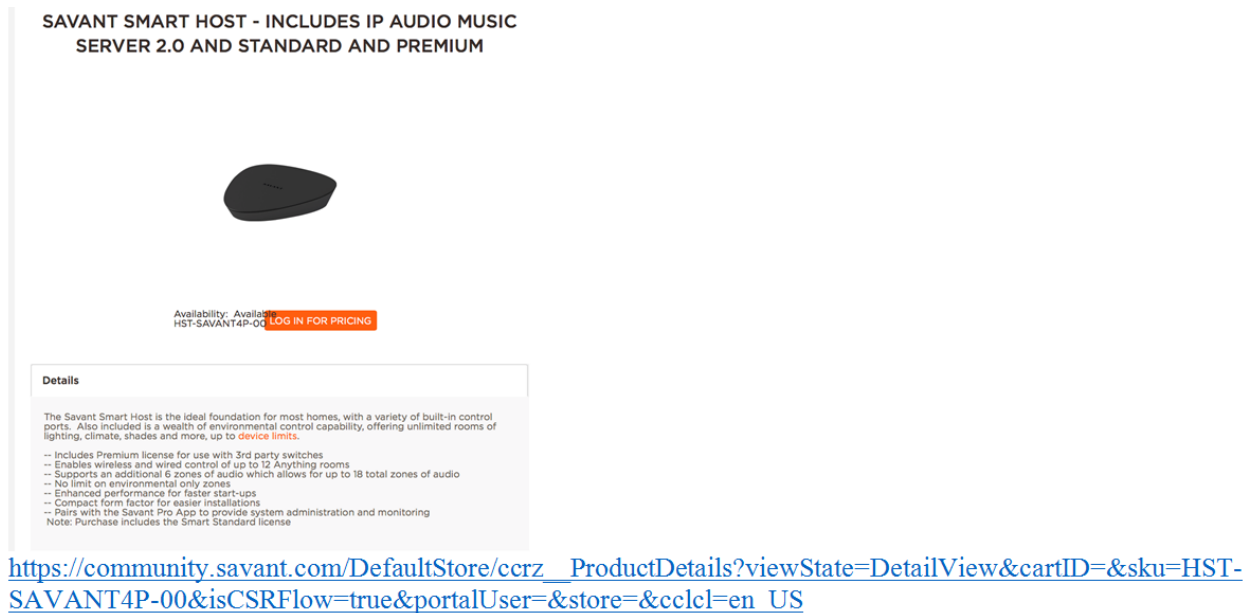 SAVANT SMART HOST - INCLUDES IP AUDIO MUSIC
SERVER 2.0 AND STANDARD AND PREMIUM
Availability: Available
HST-SAVANT4P-00
LOG IN FOR PRICING
Details
The Savant Smart Host is the ideal foundation for most homes, with a variety of built-in control
ports. Also included is a wealth of environmental control capability, offering unlimited rooms of
lighting, climate, shades and more, up to device limits.
-- Includes Premium license for use with 3rd party switches
-- Enables wireless and wired control of up to 12 Anything rooms
-- Supports an additional 6 zones of audio which allows for up to 18 total zones of audio
-- No limit on environmental only zones
-- Enhanced performance for faster start-ups
-- Compact form factor for easier installations
-- Pairs with the Savant Pro App to provide system administration and monitoring
Note: Purchase includes the Smart Standard license
https://community.savant.com/DefaultStore/ccrz__ProductDetails?viewState=DetailView&cartID=&sku=HST-
SAVANT4P-00&isCSRFlow=true&portalUser=&store=&cclcl=en_US